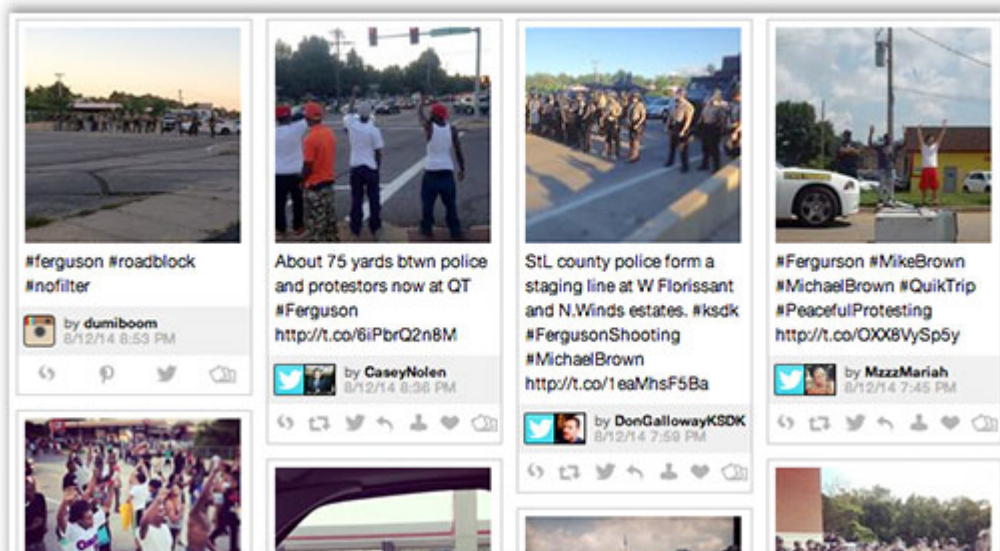 #ferguson #roadblock
#nofilter
by dumiboom
8/12/14 8:53 PM
About 75 yards btwn police
and protestors now at QT
#Ferguson
http://t.co/6iPbrQ2n8M
by CaseyNolen
8/12/14 8:36 PM
StL county police form a
staging line at W Florissant
and N.Winds estates. #ksdk
#FergusonShooting
#MichaelBrown
http://t.co/1eaMhsF5Ba
by DonGallowayKSDK
8/12/14 7:59 PM
#Fergurson #MikeBrown
#MichaelBrown #QuikTrip
#PeacefulProtesting
http://t.co/OXX8VySp5y
by MzzzMariah
8/12/14 7:45 PM